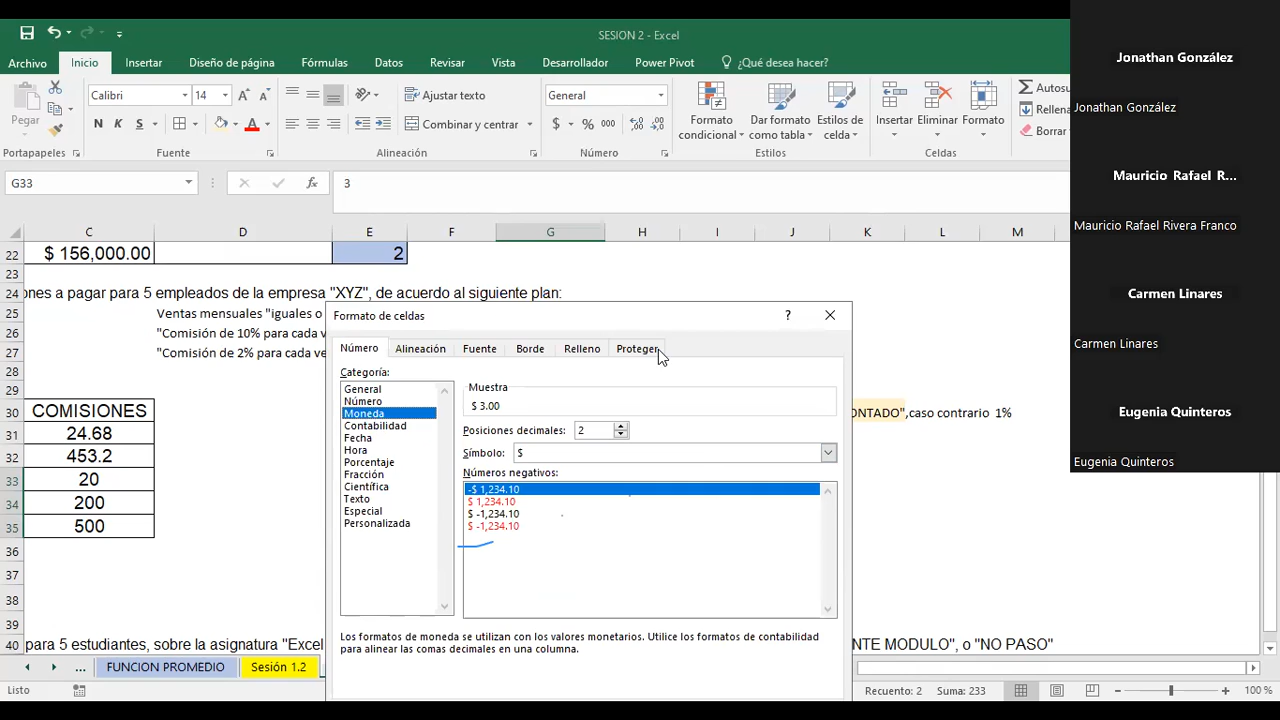 SESION 2 - Excel
Archivo Inicio Insertar Diseño de página Fórmulas Datos Revisar Vista Desarrollador Power Pivot ¿Qué desea hacer?
Pegar
Calibri 14
N K S
Ajustar texto
Combinar y centrar
General
$ % 000
Formato condicional
Dar formato como tabla
Estilos de celda
Insertar Eliminar Formato
Autosu
Rellena
Borrar
Portapapeles Fuente Alineación Número Estilos Celdas
G33 fx 3
C D E F G H I J K L M
22 $ 156,000.00 2
23
24 ones a pagar para 5 empleados de la empresa "XYZ", de acuerdo al siguiente plan:
25 Ventas mensuales "iguales o
26 "Comisión de 10% para cada v
27 "Comisión de 2% para cada ve
28
29
30 COMISIONES ONTADO",caso contrario 1%
31 24.68
32 453.2
33 20
34 200
35 500
36
37
38
39
40 para 5 estudiantes, sobre la asignatura "Excel NTE MODULO", o "NO PASO"
Formato de celdas ?
Número Alineación Fuente Borde Relleno Proteger
Categoría:
General
Número
Moneda
Contabilidad
Fecha
Hora
Porcentaje
Fracción
Científica
Texto
Especial
Personalizada
Muestra
$ 3.00
Posiciones decimales: 2
Símbolo: $
Números negativos:
-$ 1,234.10
$ 1,234.10
$ -1,234.10
$ -1,234.10
Los formatos de moneda se utilizan con los valores monetarios. Utilice los formatos de contabilidad
para alinear las comas decimales en una columna.
... FUNCION PROMEDIO Sesión 1.2
Listo Recuento: 2 Suma: 233 100 %
Jonathan González
Jonathan González
Mauricio Rafael R...
Mauricio Rafael Rivera Franco
Carmen Linares
Carmen Linares
Eugenia Quinteros
Eugenia Quinteros